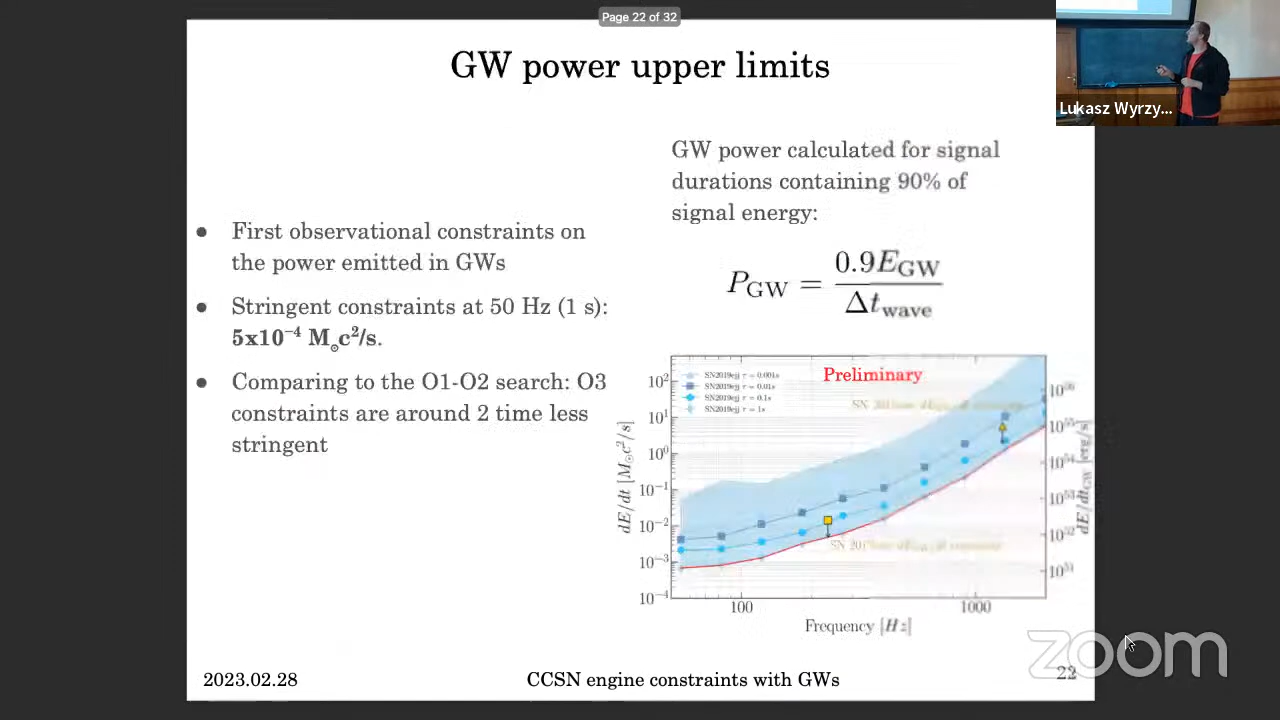 Page 22 of 32
GW power upper limits
Lukasz Wyrzy...
GW power calculated for signal
durations containing 90% of
signal energy:
P_GW = 0.9E_GW / Δt_wave
● First observational constraints on
the power emitted in GWs
● Stringent constraints at 50 Hz (1 s):
5x10⁻⁴ M☉c²/s.
● Comparing to the O1-O2 search: O3
constraints are around 2 time less
stringent
Preliminary
SN2019ejj τ = 0.001s
SN2019ejj τ = 0.01s
SN2019ejj τ = 0.1s
SN2019ejj τ = 1s
dE/dt [M☉c²/s]
10²
10¹
10⁰
10⁻¹
10⁻²
10⁻³
10⁻⁴
10⁵⁶
10⁵⁵
10⁵⁴
10⁵³
10⁵²
10⁵¹
dE/dt_GW [erg/s]
100
1000
Frequency [Hz]
zoom
2023.02.28
CCSN engine constraints with GWs
22